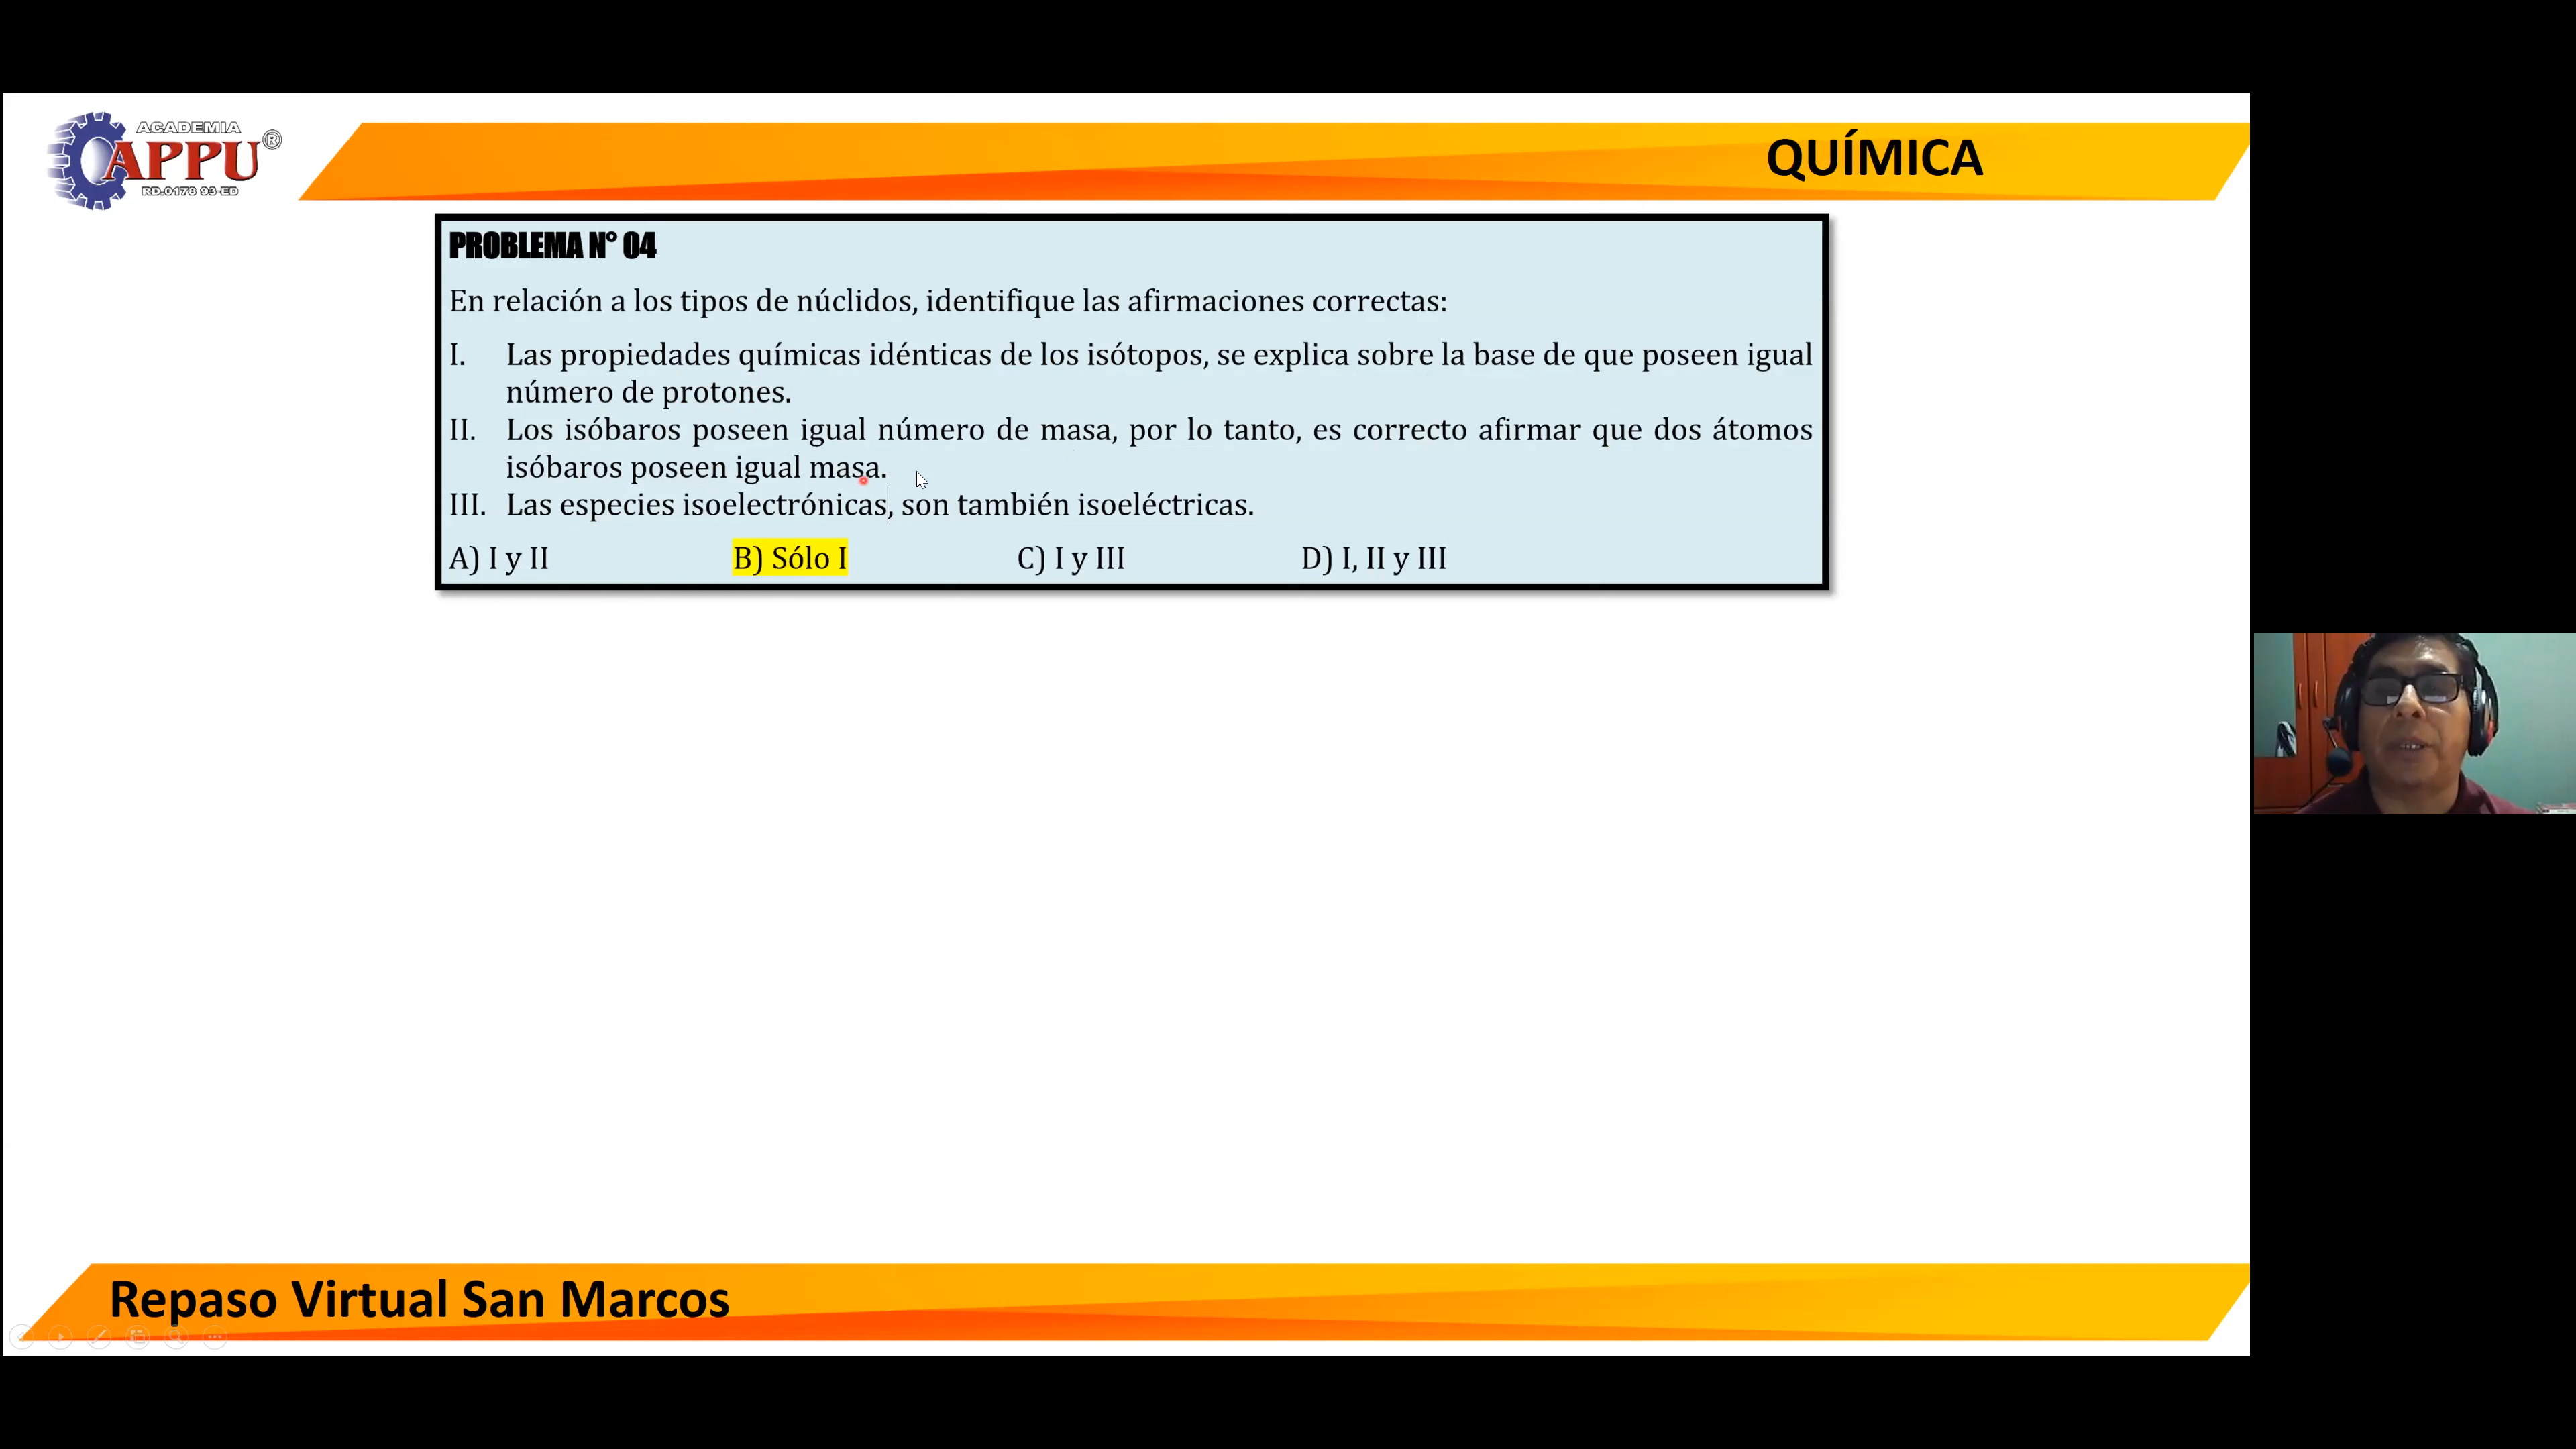 ACADEMIA
APPU®
RD.0178 93-ED
QUÍMICA
PROBLEMA N° 04
En relación a los tipos de núclidos, identifique las afirmaciones correctas:
I. Las propiedades químicas idénticas de los isótopos, se explica sobre la base de que poseen igual
número de protones.
II. Los isóbaros poseen igual número de masa, por lo tanto, es correcto afirmar que dos átomos
isóbaros poseen igual masa.
III. Las especies isoelectrónicas, son también isoeléctricas.
A) I y II B) Sólo I C) I y III D) I, II y III
Repaso Virtual San Marcos